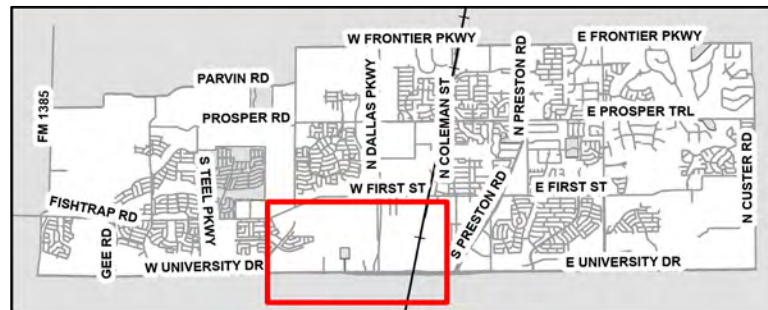 W FRONTIER PKWY
E FRONTIER PKWY
PARVIN RD
PROSPER RD
FM 1385
N DALLAS PKWY
N COLEMAN ST
N PRESTON RD
E PROSPER TRL
S TEEL PKWY
W FIRST ST
E FIRST ST
N CUSTER RD
FISHTRAP RD
GEE RD
S PRESTON RD
W UNIVERSITY DR
E UNIVERSITY DR